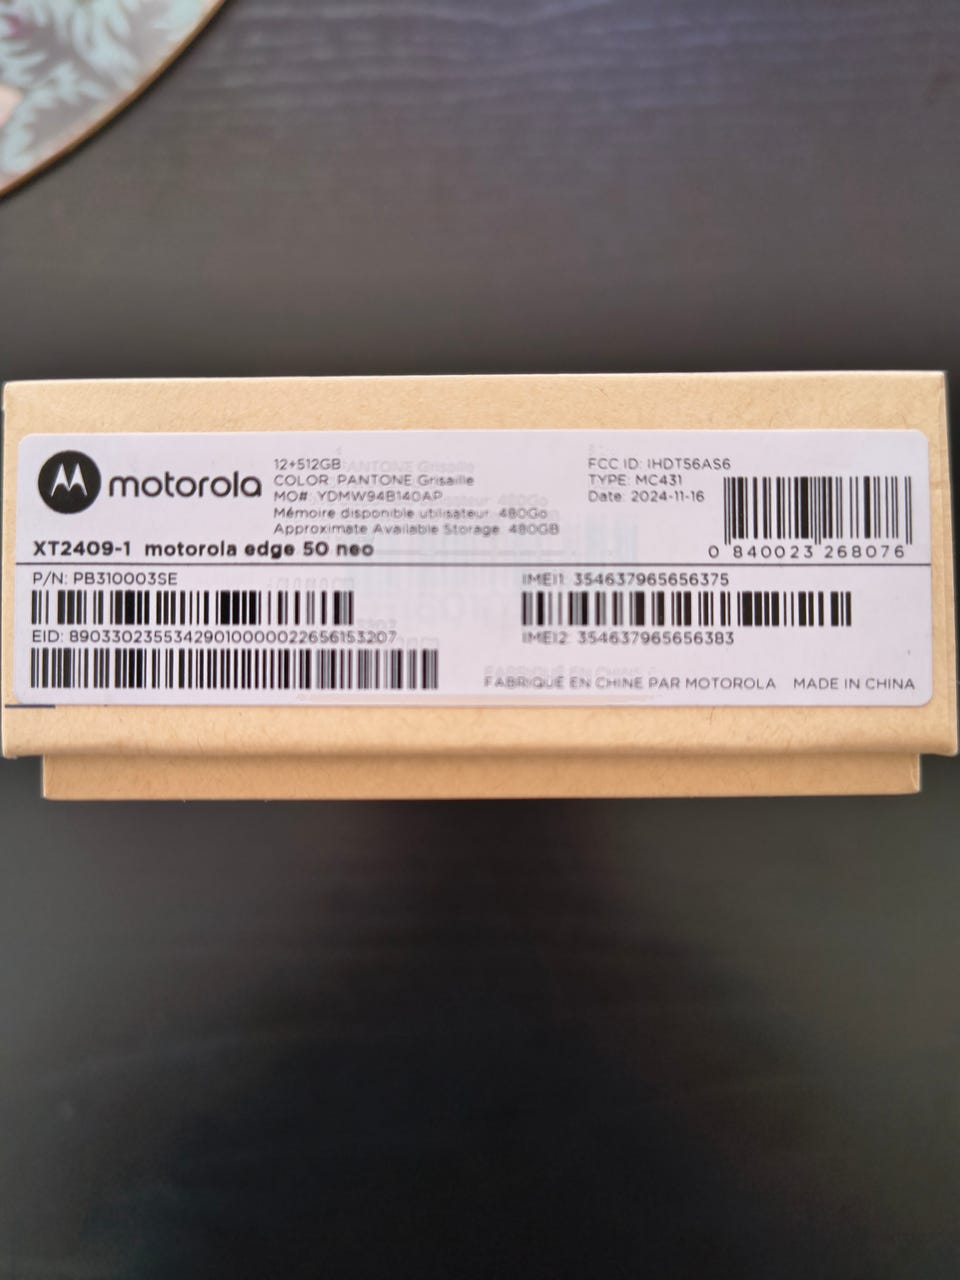 motorola
12+512GB
COLOR: PANTONE Grisaille
MO#: YDMW94B140AP
Mémoire disponible utilisateur: 480Go
Approximate Available Storage: 480GB
FCC ID: IHDT56AS6
TYPE: MC431
Date: 2024-11-16
0 840023 268076
XT2409-1 motorola edge 50 neo
P/N: PB310003SE
EID: 89033023553429010000022656153207
IMEI1: 354637965656375
IMEI2: 354637965656383
FABRIQUÉ EN CHINE PAR MOTOROLA MADE IN CHINA